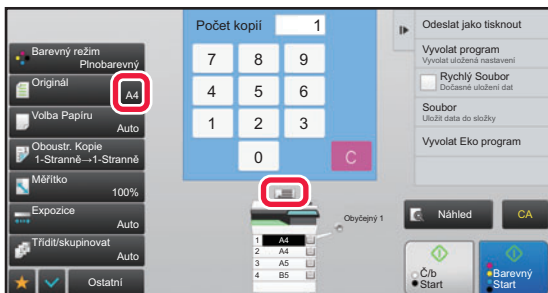 Počet kopií 1
Barevný režim
Plnobarevný
Originál
A4
Volba Papíru
Auto
Oboustr. Kopie
1-Stranně→1-Stranně
Měřítko
100%
Expozice
Auto
Třídit/skupinovat
Auto
Ostatní
7 8 9
4 5 6
1 2 3
0 C
Obyčejný 1
1 A4
2 A4
3 A5
4 B5
Odeslat jako tisknout
Vyvolat program
Vyvolat uložená nastavení
Rychlý Soubor
Dočasné uložení dat
Soubor
Uložit data do složky
Vyvolat Eko program
Náhled
CA
Č/b
Start
Barevný
Start